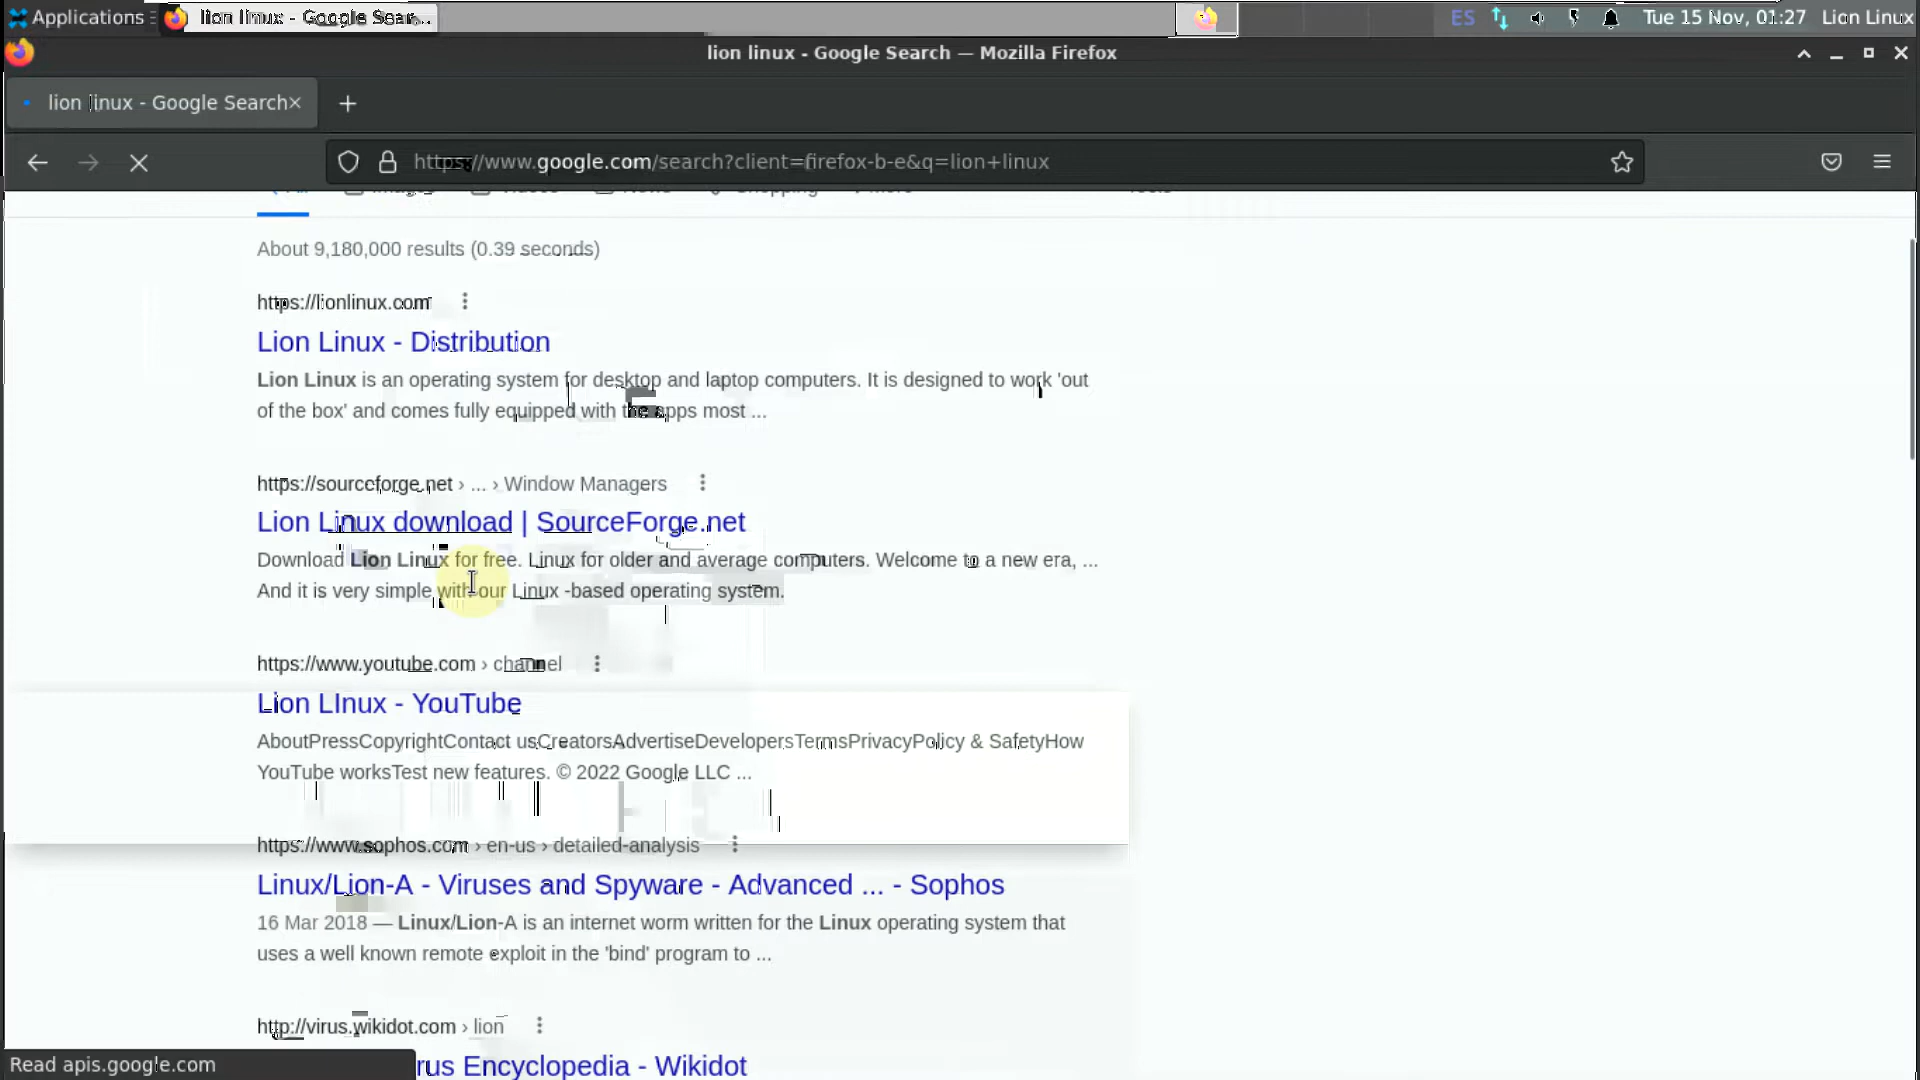 Applications
lion linux - Google Sear...
ES
Tue 15 Nov, 01:27
Lion Linux
lion linux - Google Search — Mozilla Firefox
lion linux - Google Search
https://www.google.com/search?client=firefox-b-e&q=lion+linux
About 9,180,000 results (0.39 seconds)
https://lionlinux.com
Lion Linux - Distribution
Lion Linux is an operating system for desktop and laptop computers. It is designed to work 'out
of the box' and comes fully equipped with the apps most ...
https://sourceforge.net › ... › Window Managers
Lion Linux download | SourceForge.net
Download Lion Linux for free. Linux for older and average computers. Welcome to a new era, ...
And it is very simple with our Linux -based operating system.
https://www.youtube.com › channel
Lion LInux - YouTube
AboutPressCopyrightContact usCreatorsAdvertiseDevelopersTermsPrivacyPolicy & SafetyHow
YouTube worksTest new features. © 2022 Google LLC ...
https://www.sophos.com › en-us › detailed-analysis
Linux/Lion-A - Viruses and Spyware - Advanced ... - Sophos
16 Mar 2018 — Linux/Lion-A is an internet worm written for the Linux operating system that
uses a well known remote exploit in the 'bind' program to ...
http://virus.wikidot.com › lion
Encyclopedia - Wikidot
Read apis.google.com